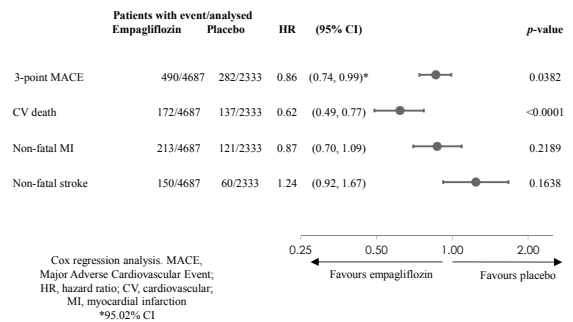 Patients with event/analysed
Empagliflozin Placebo HR (95% CI) p-value
3-point MACE 490/4687 282/2333 0.86 (0.74, 0.99)* 0.0382
CV death 172/4687 137/2333 0.62 (0.49, 0.77) <0.0001
Non-fatal MI 213/4687 121/2333 0.87 (0.70, 1.09) 0.2189
Non-fatal stroke 150/4687 60/2333 1.24 (0.92, 1.67) 0.1638
0.25 0.50 1.00 2.00
Favours empagliflozin Favours placebo
Cox regression analysis. MACE,
Major Adverse Cardiovascular Event;
HR, hazard ratio; CV, cardiovascular;
MI, myocardial infarction
*95.02% CI